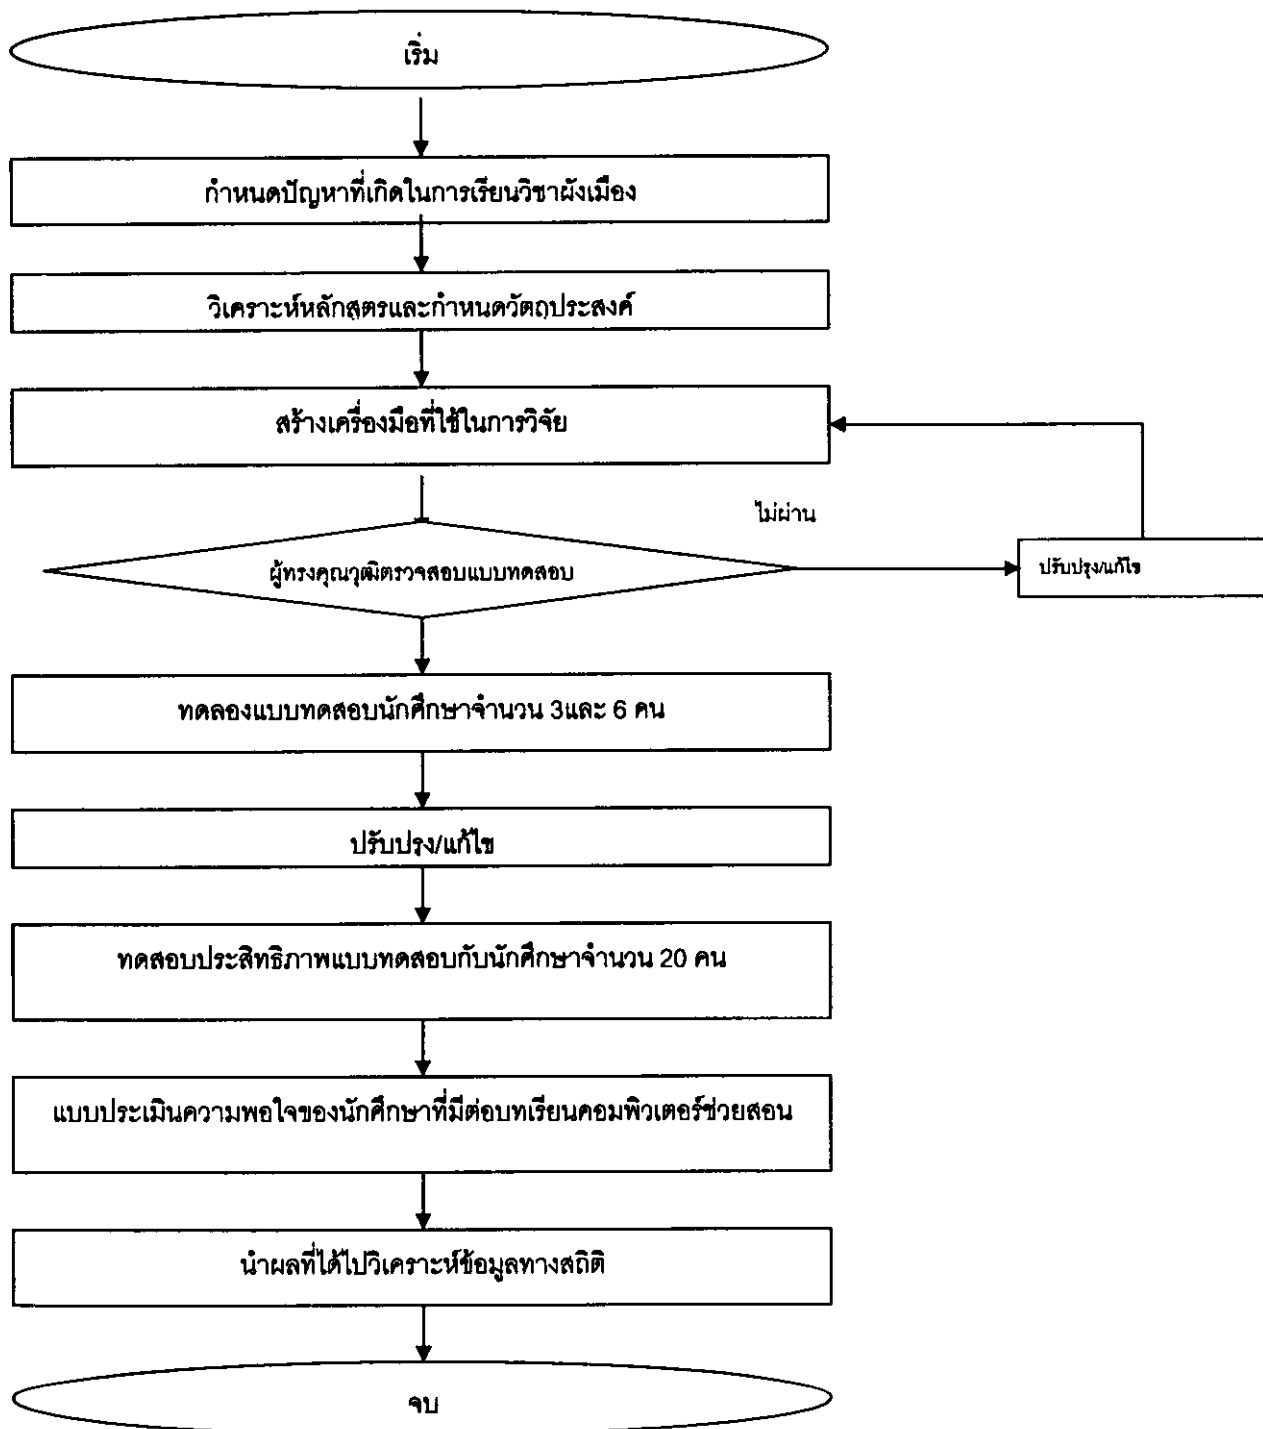 เริ่ม
กำหนดปัญหาที่เกิดในการเรียนวิชาผังเมือง
วิเคราะห์หลักสูตรและกำหนดวัตถุประสงค์
สร้างเครื่องมือที่ใช้ในการวิจัย
ไม่ผ่าน
ผู้ทรงคุณวุฒิตรวจสอบแบบทดสอบ
ปรับปรุง/แก้ไข
ทดลองแบบทดสอบนักศึกษาจำนวน 3และ 6 คน
ปรับปรุง/แก้ไข
ทดสอบประสิทธิภาพแบบทดสอบกับนักศึกษาจำนวน 20 คน
แบบประเมินความพอใจของนักศึกษาที่มีต่อบทเรียนคอมพิวเตอร์ช่วยสอน
นำผลที่ได้ไปวิเคราะห์ข้อมูลทางสถิติ
จบ